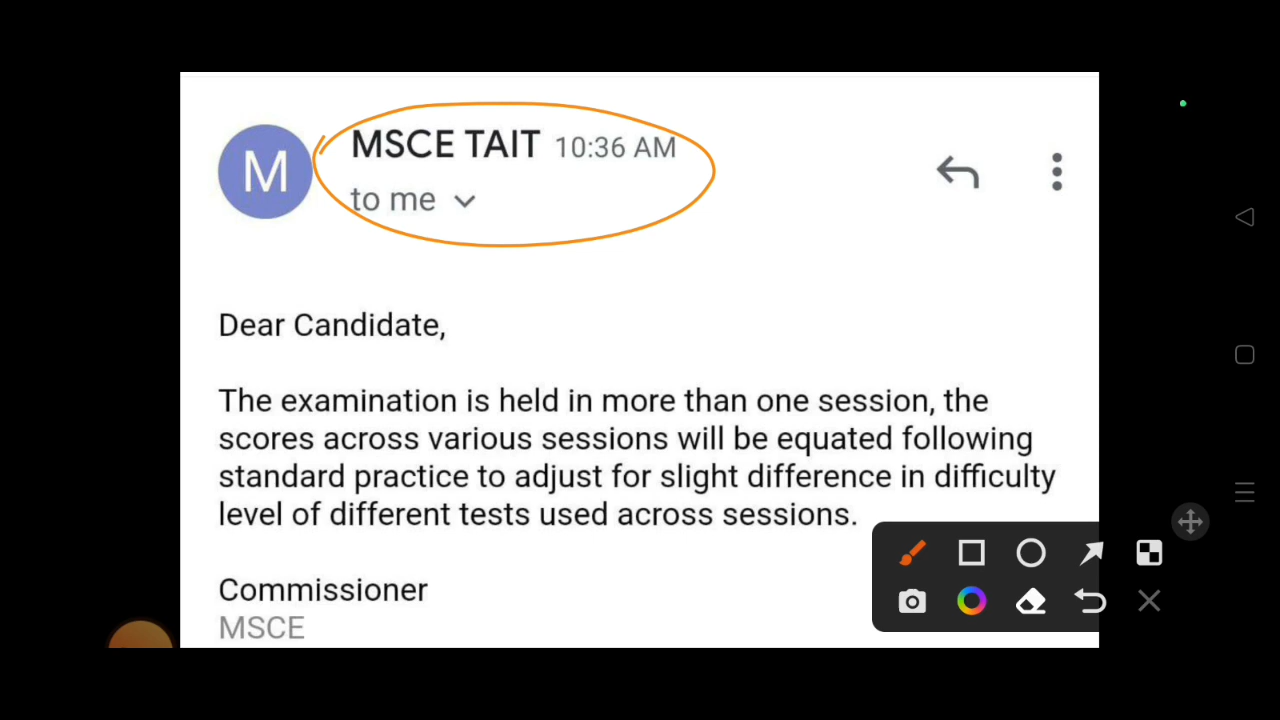 M
MSCE TAIT 10:36 AM
to me
Dear Candidate,
The examination is held in more than one session, the
scores across various sessions will be equated following
standard practice to adjust for slight difference in difficulty
level of different tests used across sessions.
Commissioner
MSCE